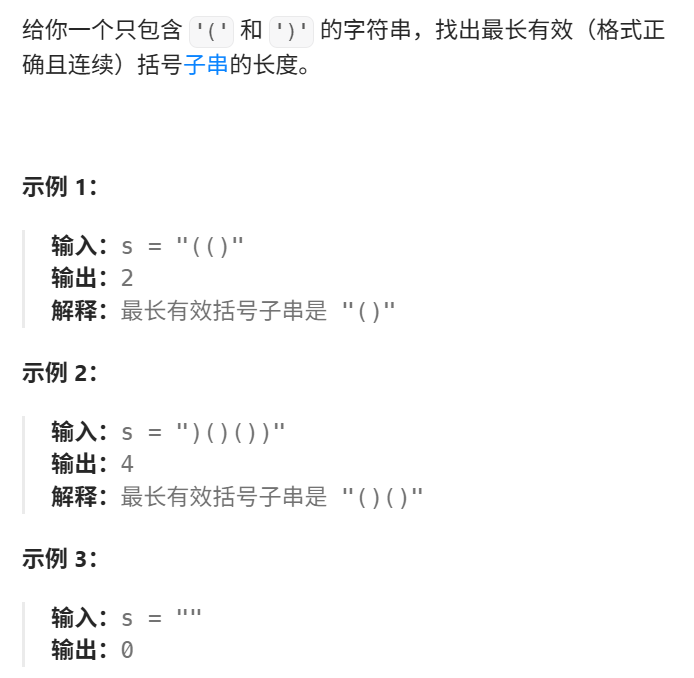 给你一个只包含 '(' 和 ')' 的字符串，找出最长有效（格式正
确且连续）括号子串的长度。
示例 1：
输入：s = "(()"
输出：2
解释：最长有效括号子串是 "()"
示例 2：
输入：s = ")()())"
输出：4
解释：最长有效括号子串是 "()()"
示例 3：
输入：s = ""
输出：0